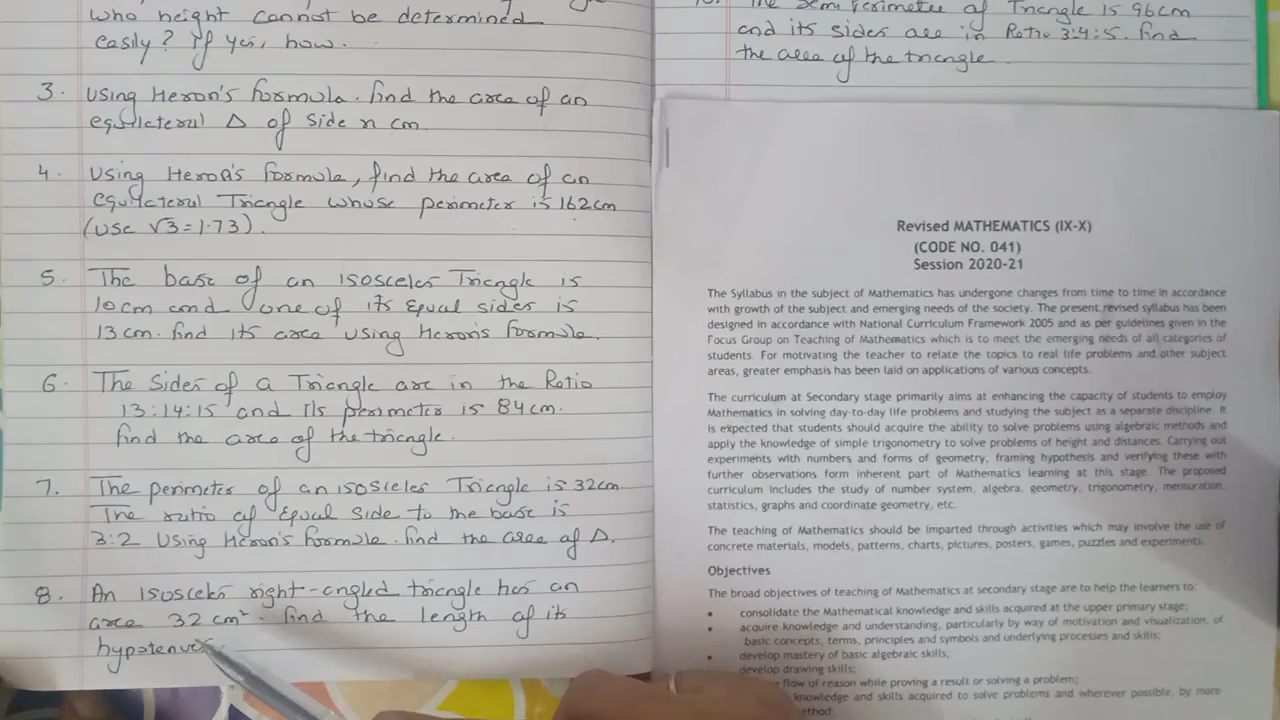 who height cannot be determined
easily? If yes, how.
3. Using Heron's formula. find the area of an
equilateral Δ of side n cm
4. Using Heron's formula, find the area of an
equilateral Triangle whose perimeter is 162cm
(use √3=1.73).
5. The base of an isosceles Triangle is
10cm and one of its Equal sides is
13cm. find its area using Heron's formula.
6. The Sides of a Triangle are in the Ratio
13:14:15 and Its perimeter is 84cm.
find the area of the triangle.
7. The perimeter of an isosceles Triangle is 32cm.
The ratio of Equal Side to the base is
3:2 Using Heron's formula. find the area of Δ.
8. An Isosceles right-angled triangle has an
area 32 cm². find the length of its
hypotenuse.
The Semi Perimeter of Triangle is 96cm
and its sides are in Ratio 3:4:5. find
the area of the triangle.
Revised MATHEMATICS (IX-X)
(CODE NO. 041)
Session 2020-21
The Syllabus in the subject of Mathematics has undergone changes from time to time in accordance
with growth of the subject and emerging needs of the society. The present revised syllabus has been
designed in accordance with National Curriculum Framework 2005 and as per guidelines given in the
Focus Group on Teaching of Mathematics which is to meet the emerging needs of all categories of
students. For motivating the teacher to relate the topics to real life problems and other subject
areas, greater emphasis has been laid on applications of various concepts.
The curriculum at Secondary stage primarily aims at enhancing the capacity of students to employ
Mathematics in solving day-to-day life problems and studying the subject as a separate discipline. It
is expected that students should acquire the ability to solve problems using algebraic methods and
apply the knowledge of simple trigonometry to solve problems of height and distances. Carrying out
experiments with numbers and forms of geometry, framing hypothesis and verifying these with
further observations form inherent part of Mathematics learning at this stage. The proposed
curriculum includes the study of number system, algebra, geometry, trigonometry, mensuration,
statistics, graphs and coordinate geometry, etc.
The teaching of Mathematics should be imparted through activities which may involve the use of
concrete materials, models, patterns, charts, pictures, posters, games, puzzles and experiments.
Objectives
The broad objectives of teaching of Mathematics at secondary stage are to help the learners to:
• consolidate the Mathematical knowledge and skills acquired at the upper primary stage;
• acquire knowledge and understanding, particularly by way of motivation and visualization, of
basic concepts, terms, principles and symbols and underlying processes and skills;
• develop mastery of basic algebraic skills;
develop drawing skills;
flow of reason while proving a result or solving a problem;
knowledge and skills acquired to solve problems and wherever possible, by more
ethod;